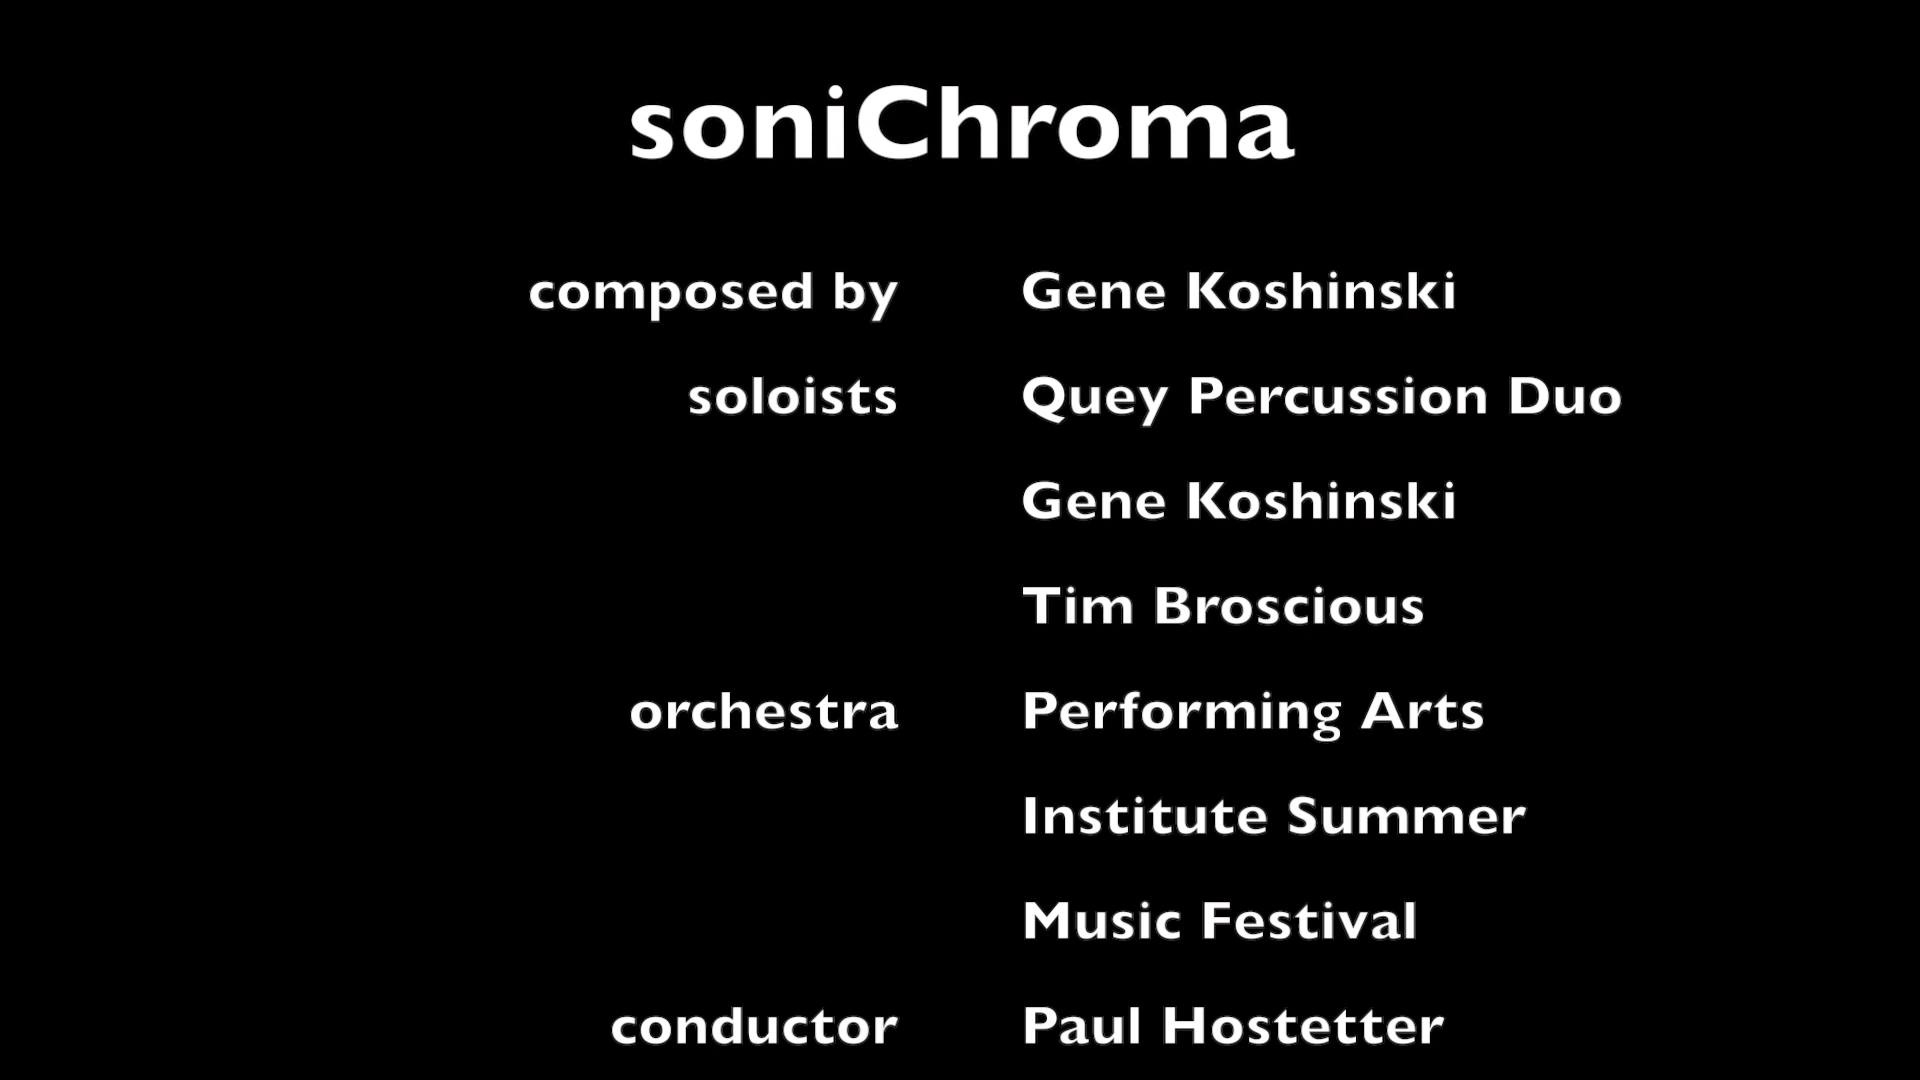 soniChroma
composed by Gene Koshinski
soloists Quey Percussion Duo
Gene Koshinski
Tim Broscious
orchestra Performing Arts
Institute Summer
Music Festival
conductor Paul Hostetter